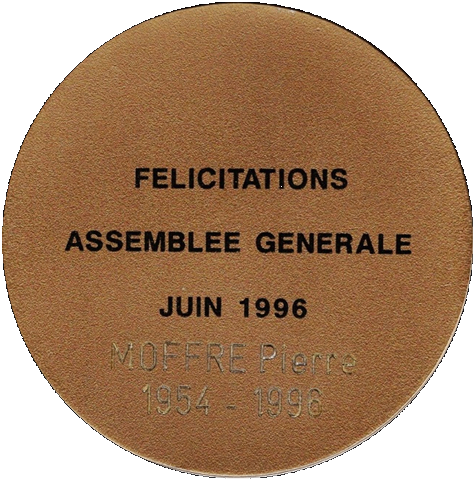 FELICITATIONS
ASSEMBLEE GENERALE
JUIN 1996
MOFFRE Pierre
1954 - 1996